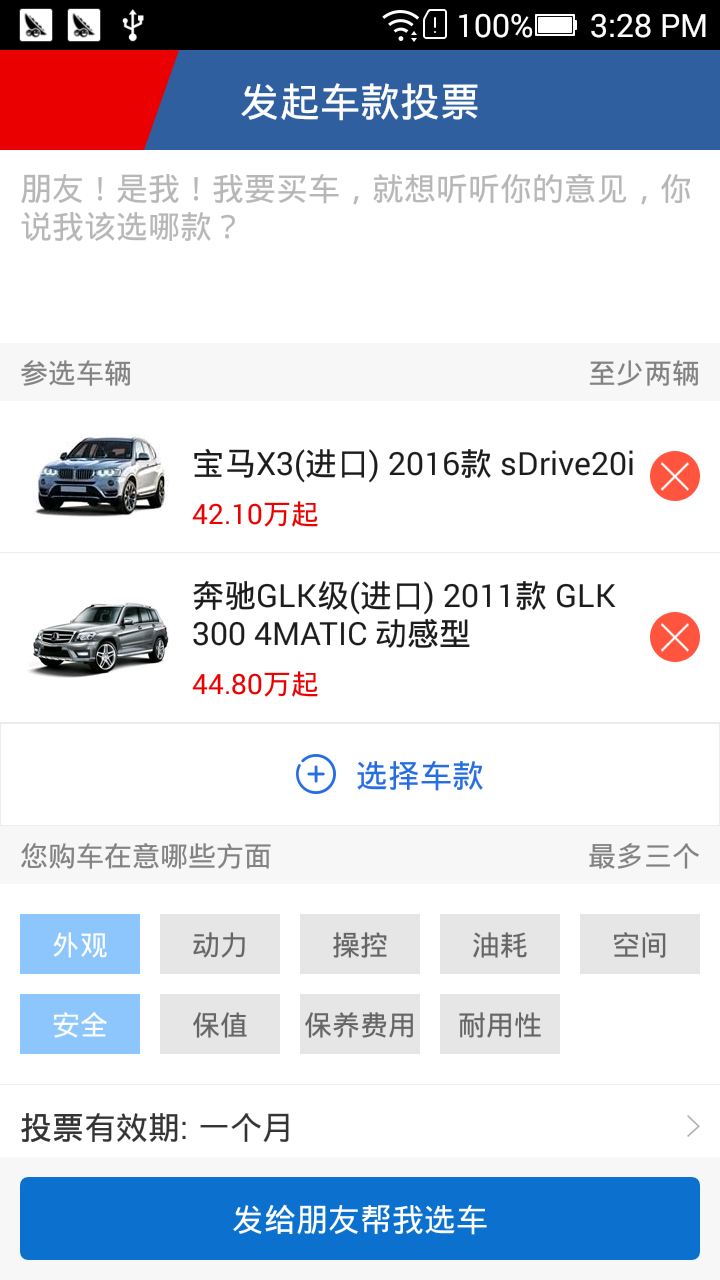 100%
3:28 PM
发起车款投票
朋友！是我！我要买车，就想听听你的意见，你
说我该选哪款？
参选车辆 至少两辆
宝马X3(进口) 2016款 sDrive20i
42.10万起
奔驰GLK级(进口) 2011款 GLK
300 4MATIC 动感型
44.80万起
选择车款
您购车在意哪些方面 最多三个
外观 动力 操控 油耗 空间
安全 保值 保养费用 耐用性
投票有效期: 一个月
发给朋友帮我选车